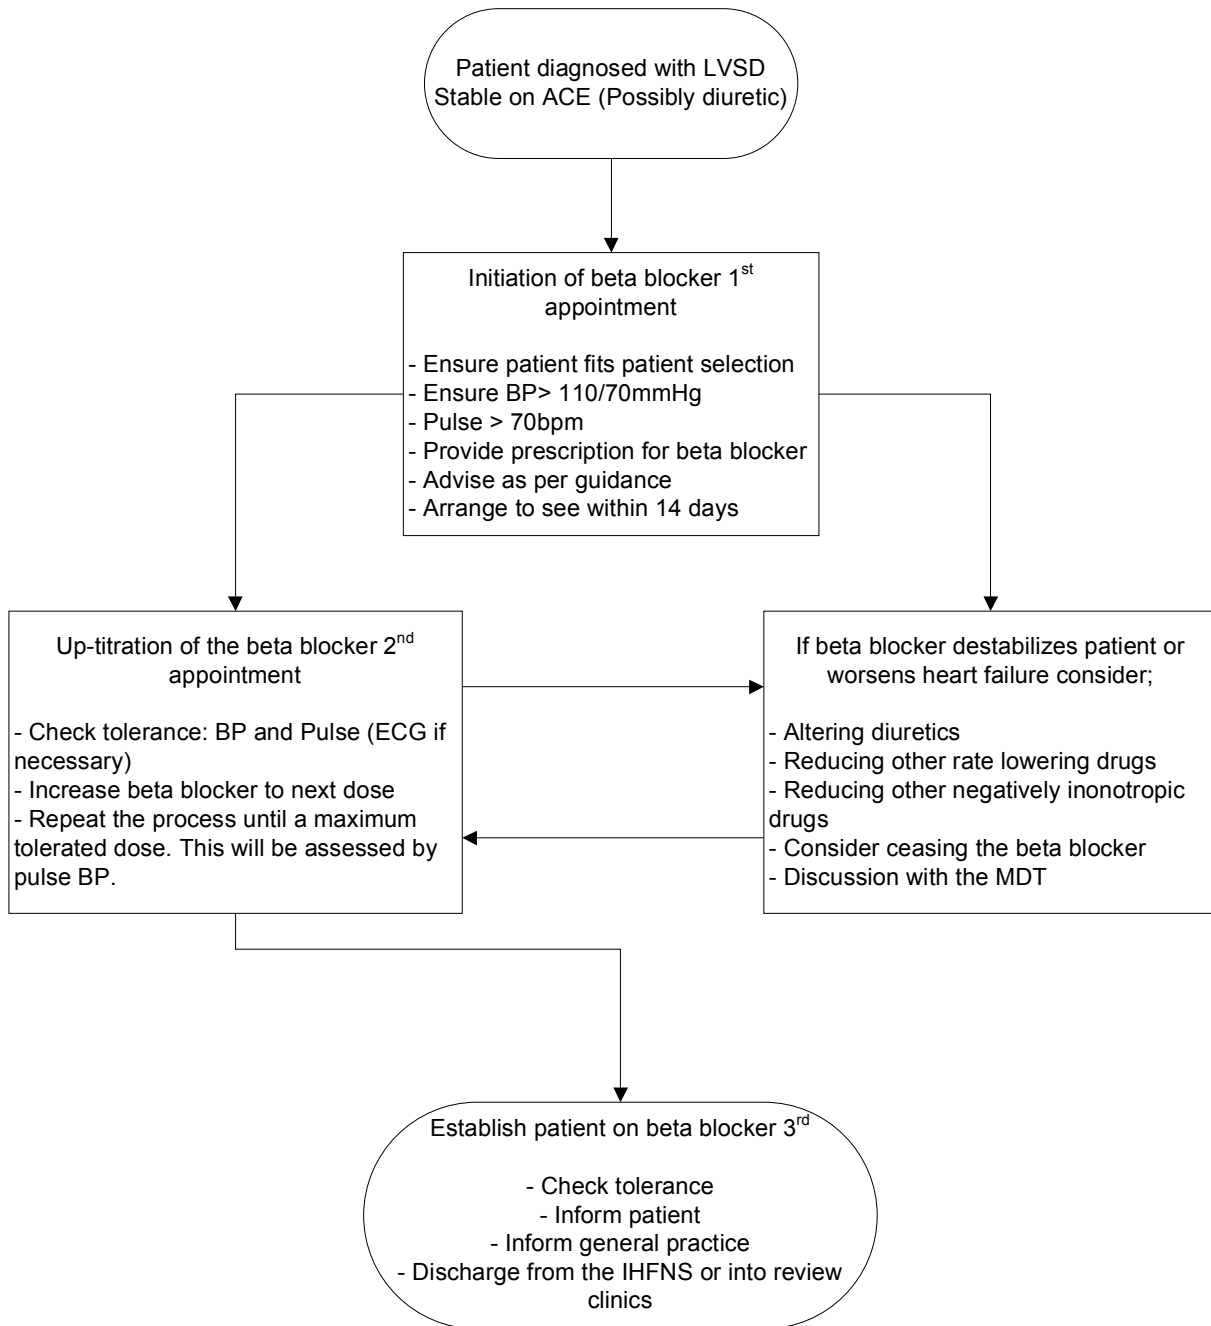 Patient diagnosed with LVSD
Stable on ACE (Possibly diuretic)
Initiation of beta blocker 1st
appointment
- Ensure patient fits patient selection
- Ensure BP> 110/70mmHg
- Pulse > 70bpm
- Provide prescription for beta blocker
- Advise as per guidance
- Arrange to see within 14 days
Up-titration of the beta blocker 2nd
appointment
- Check tolerance: BP and Pulse (ECG if
necessary)
- Increase beta blocker to next dose
- Repeat the process until a maximum
tolerated dose. This will be assessed by
pulse BP.
If beta blocker destabilizes patient or
worsens heart failure consider;
- Altering diuretics
- Reducing other rate lowering drugs
- Reducing other negatively inonotropic
drugs
- Consider ceasing the beta blocker
- Discussion with the MDT
Establish patient on beta blocker 3rd
- Check tolerance
- Inform patient
- Inform general practice
- Discharge from the IHFNS or into review
clinics